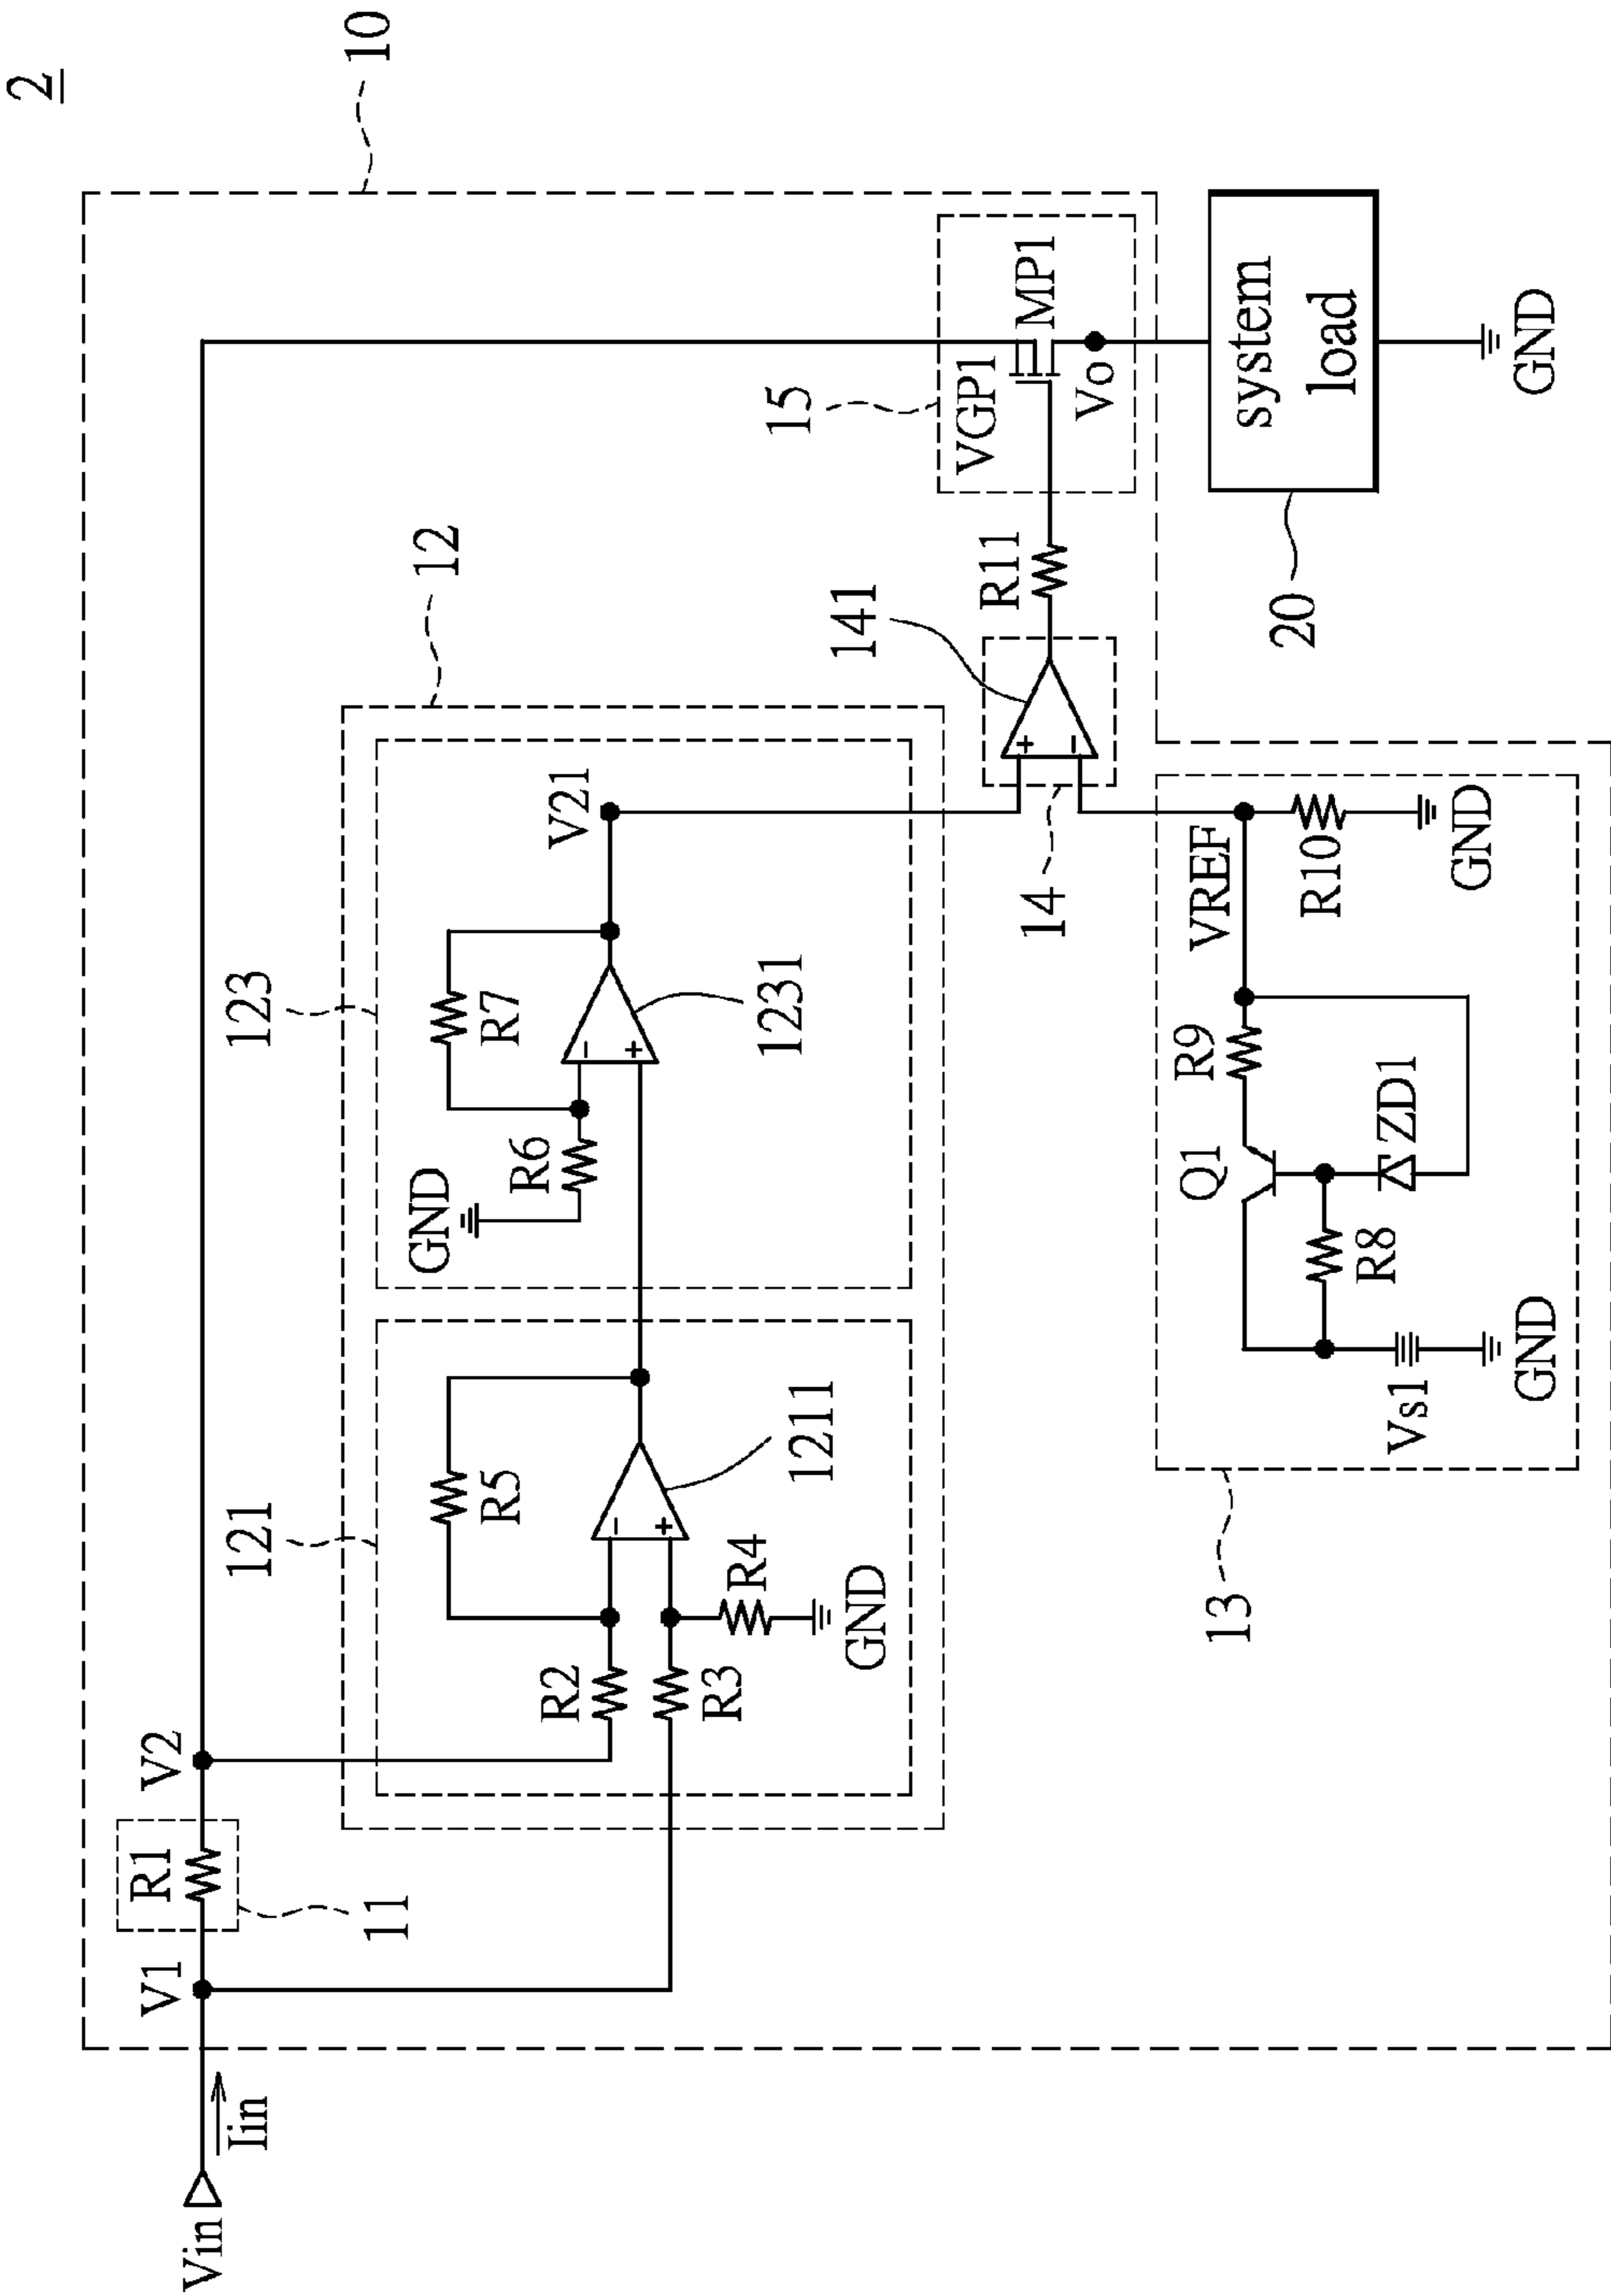 2
10
Vin
Iin
V1
R1
11
V2
12
121
R2
R3
R4
GND
R5
1211
123
GND
R6
R7
1231
V21
14
+
-
141
R11
15
VGP1
MP1
Vo
system
load
20
GND
13
Vs1
GND
R8
Q1
ZD1
R9
VREF
R10
GND
-
+
-
+